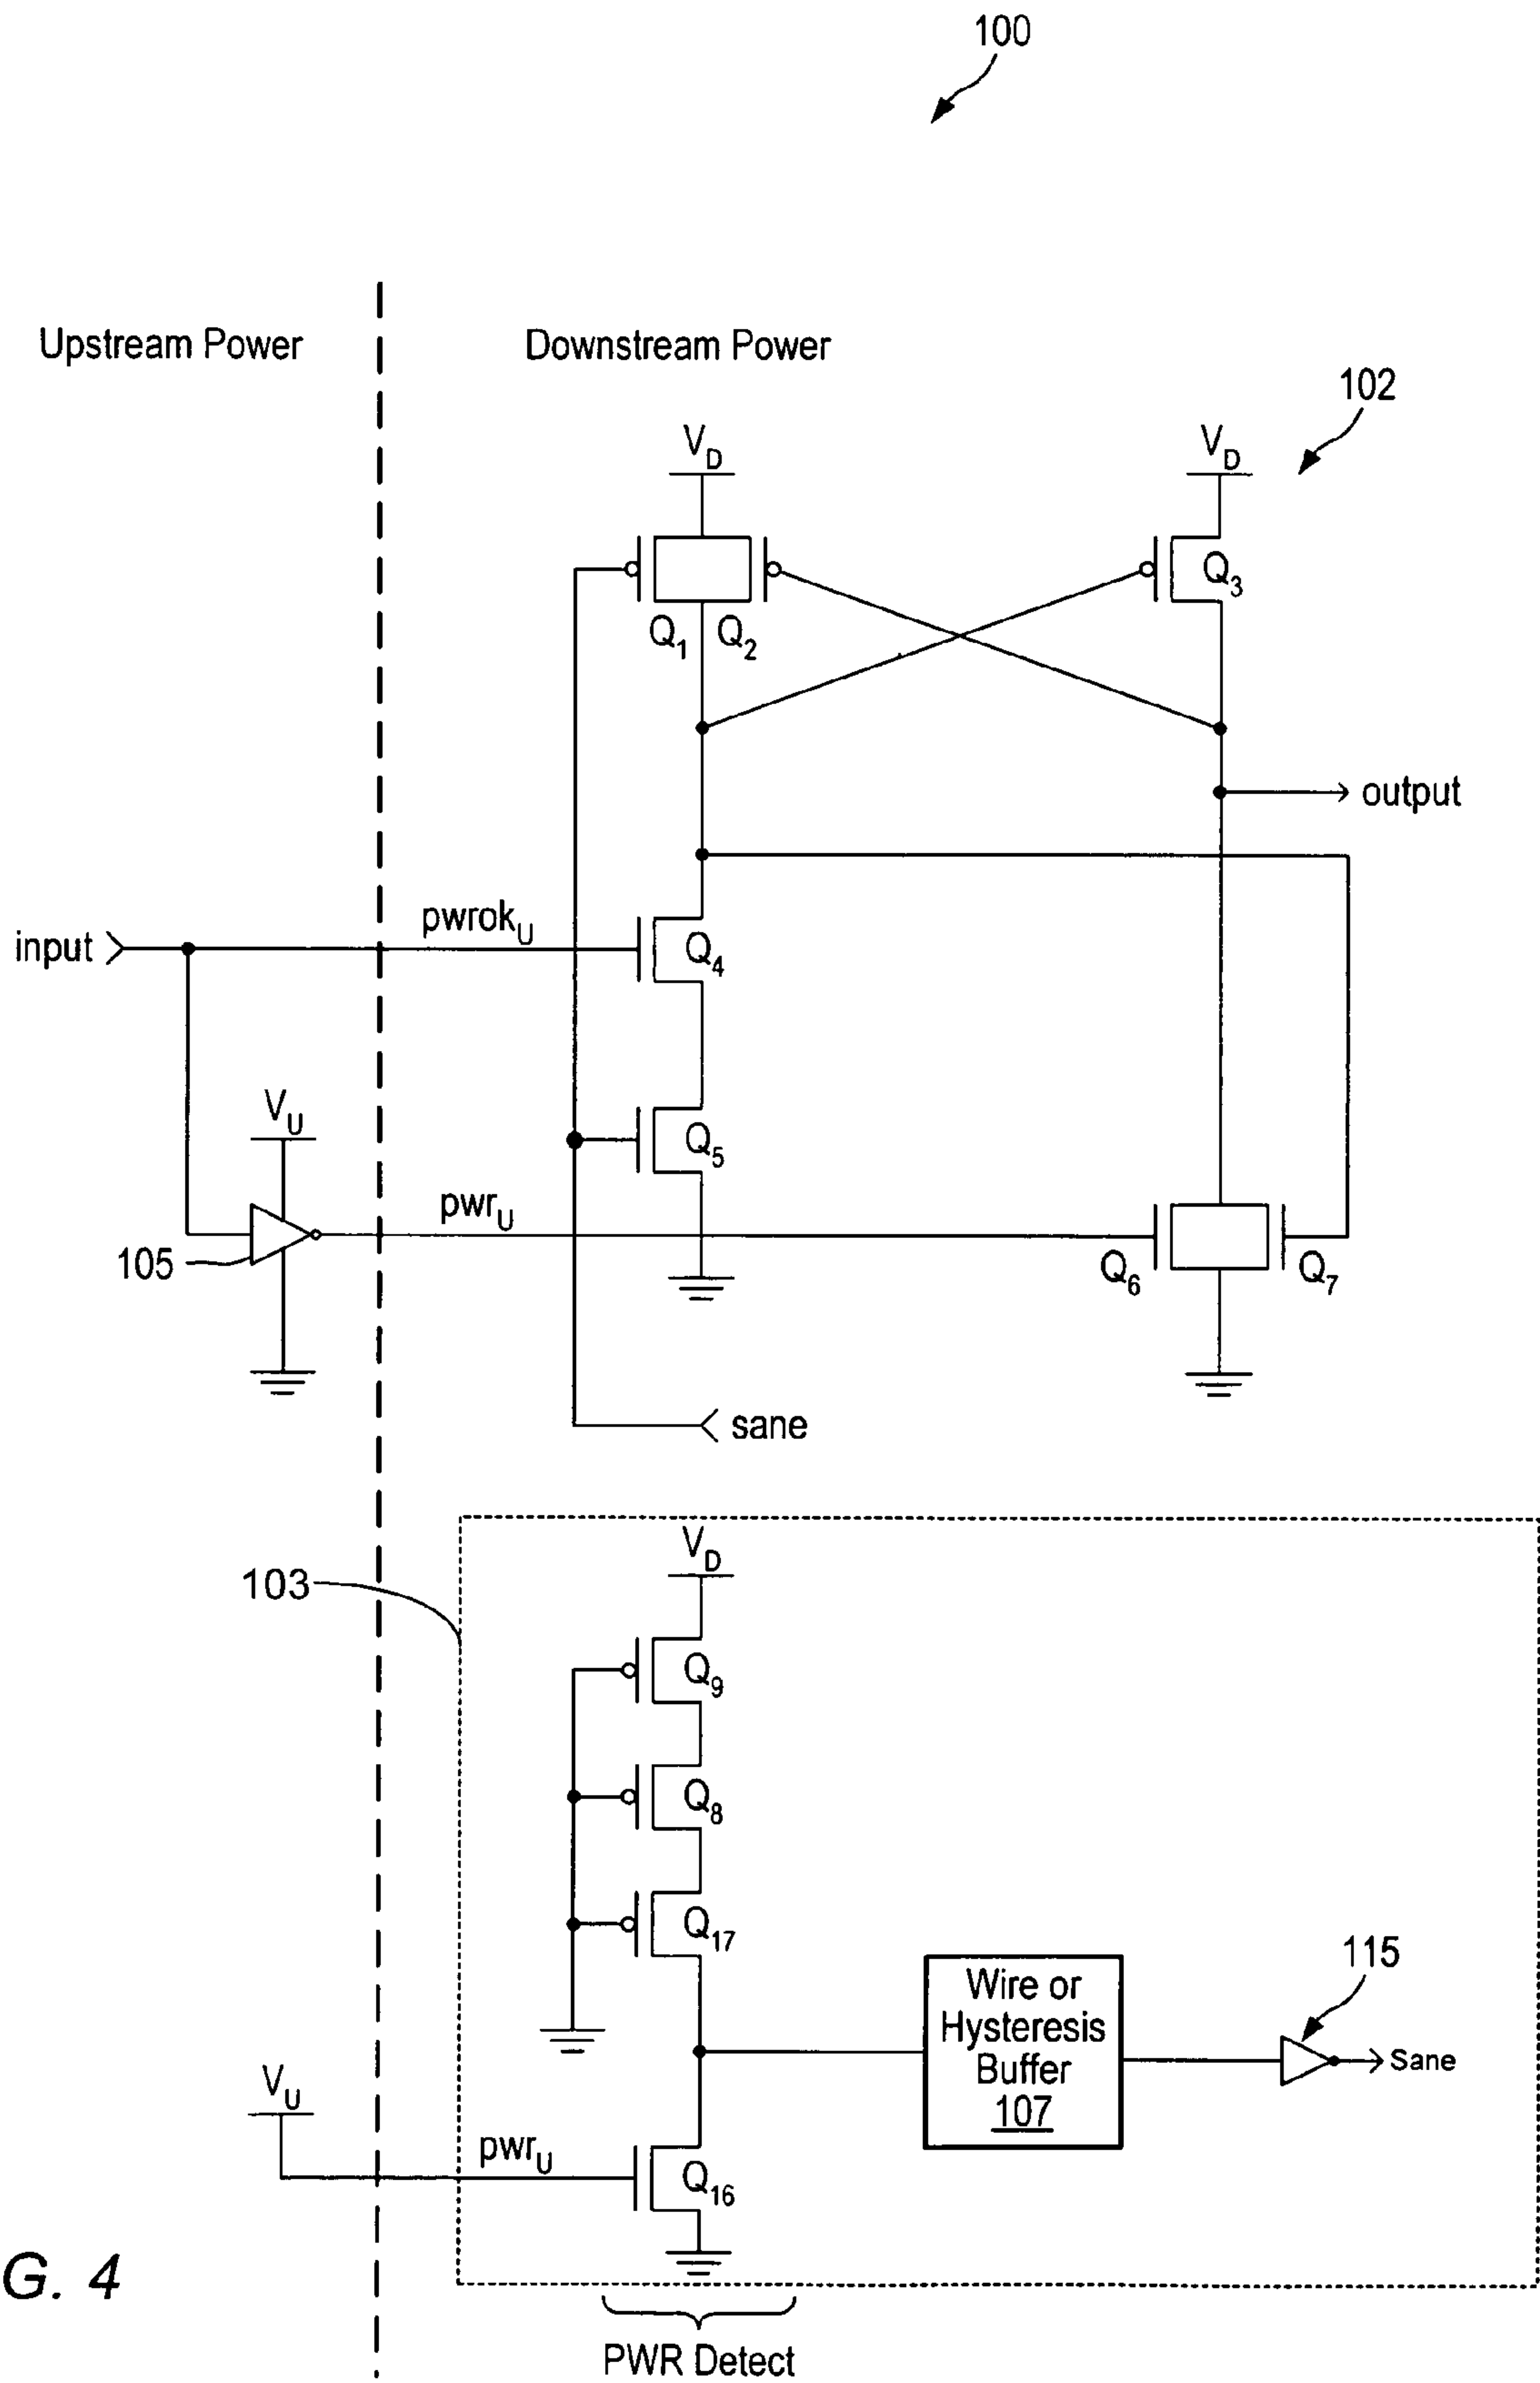 100
Upstream Power
Downstream Power
102
V_D
V_D
Q_1
Q_2
Q_3
output
input
pwrok_U
Q_4
V_U
Q_5
105
pwr_U
Q_6
Q_7
sane
103
V_D
Q_9
Q_8
Q_17
Wire or
Hysteresis
Buffer
107
115
Sane
V_U
pwr_U
Q_16
G. 4
PWR Detect